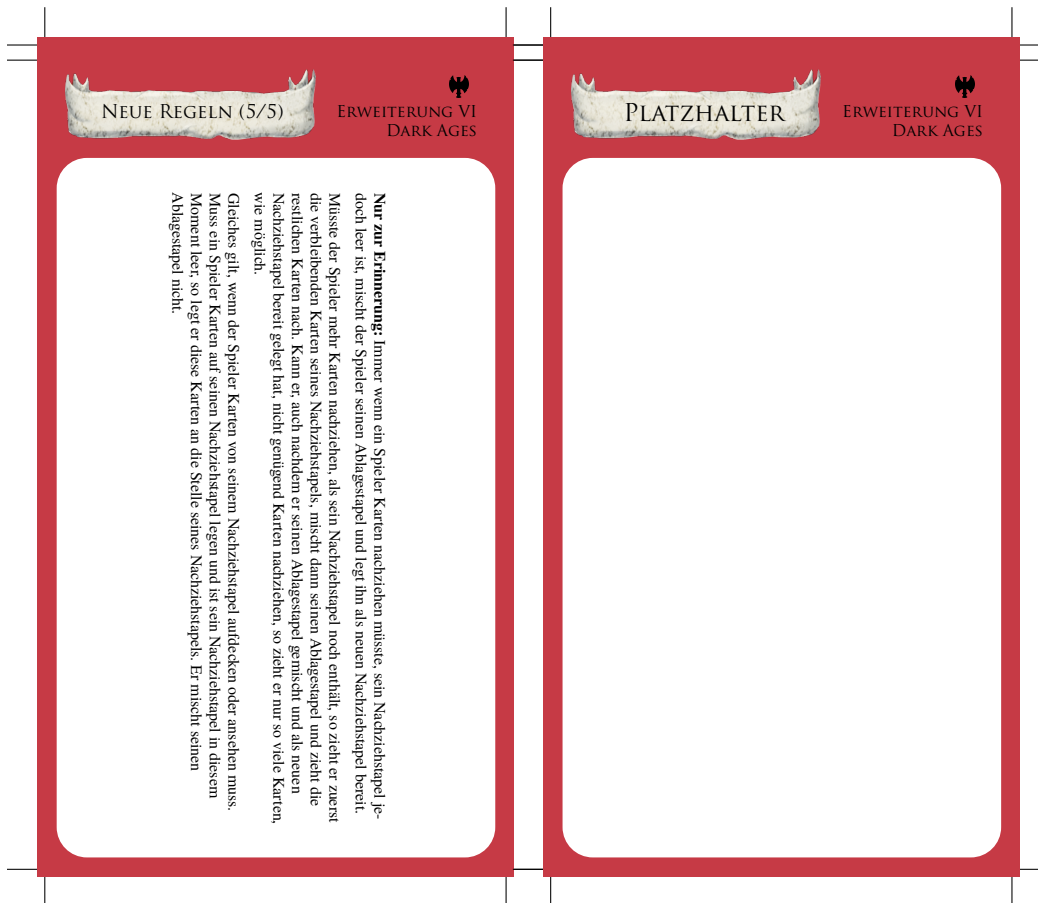 Neue Regeln (5/5)
Erweiterung VI
Dark Ages
Nur zur Erinnerung: Immer wenn ein Spieler Karten nachziehen müsste, sein Nachziehstapel je-
doch leer ist, mischt der Spieler seinen Ablagestapel und legt ihn als neuen Nachziehstapel bereit.
Müsste der Spieler mehr Karten nachziehen, als sein Nachziehstapel noch enthält, so zieht er zuerst
die verbleibenden Karten seines Nachziehstapels, mischt dann seinen Ablagestapel und zieht die
restlichen Karten nach. Kann er, auch nachdem er seinen Ablagestapel gemischt und als neuen
Nachziehstapel bereit gelegt hat, nicht genügend Karten nachziehen, so zieht er nur so viele Karten,
wie möglich.
Gleiches gilt, wenn der Spieler Karten von seinem Nachziehstapel aufdecken oder ansehen muss.
Muss ein Spieler Karten auf seinen Nachziehstapel legen und ist sein Nachziehstapel in diesem
Moment leer, so legt er diese Karten an die Stelle seines Nachziehstapels. Er mischt seinen
Ablagestapel nicht.
Platzhalter
Erweiterung VI
Dark Ages